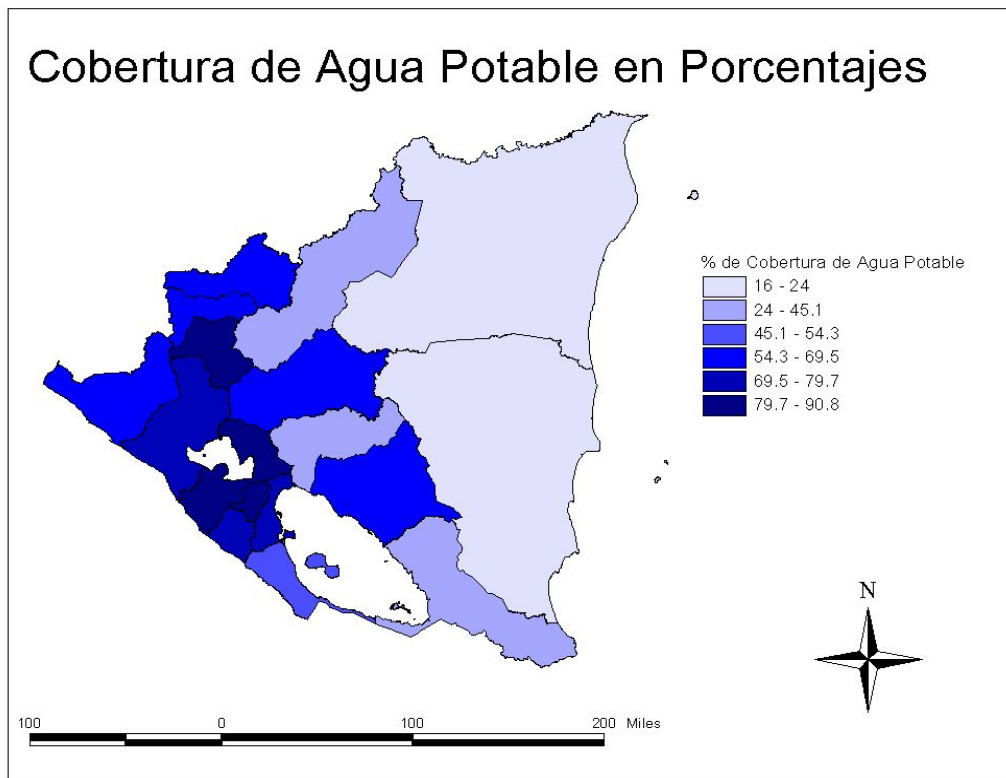 Cobertura de Agua Potable en Porcentajes
% de Cobertura de Agua Potable
16 - 24
24 - 45.1
45.1 - 54.3
54.3 - 69.5
69.5 - 79.7
79.7 - 90.8
N
100 0 100 200 Miles